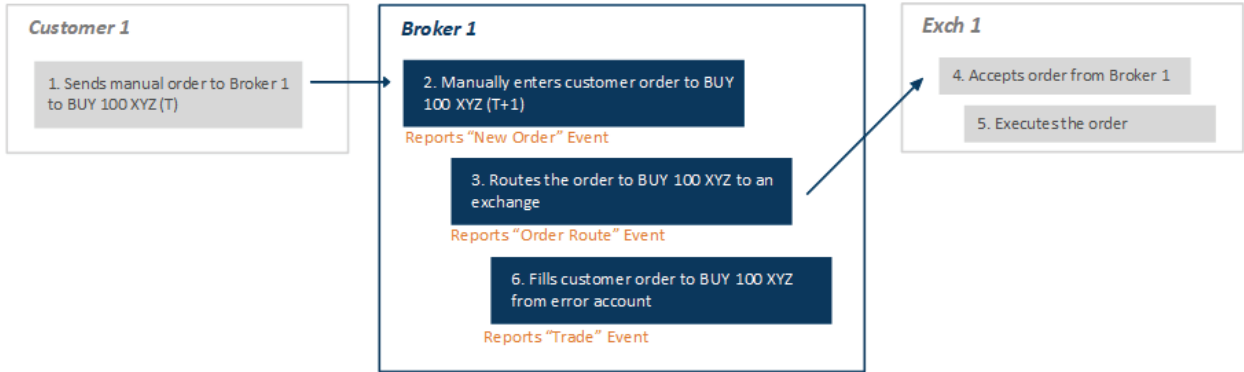 Customer 1
1. Sends manual order to Broker 1
to BUY 100 XYZ (T)
Broker 1
2. Manually enters customer order to BUY
100 XYZ (T+1)
Reports “New Order” Event
3. Routes the order to BUY 100 XYZ to an
exchange
Reports “Order Route” Event
6. Fills customer order to BUY 100 XYZ
from error account
Reports “Trade” Event
Exch 1
4. Accepts order from Broker 1
5. Executes the order